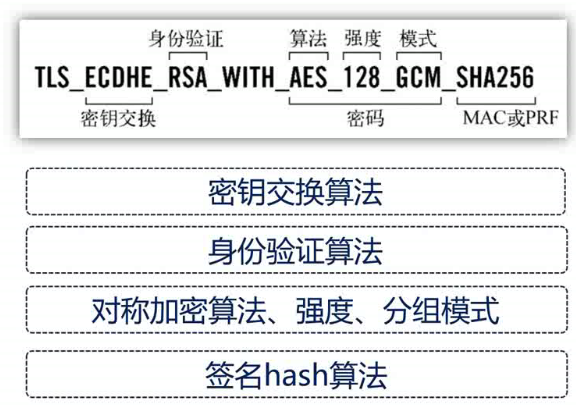 身份验证 算法 强度 模式
TLS_ECDHE_RSA_WITH_AES_128_GCM_SHA256
密钥交换 密码 MAC或PRF
密钥交换算法
身份验证算法
对称加密算法、强度、分组模式
签名hash算法